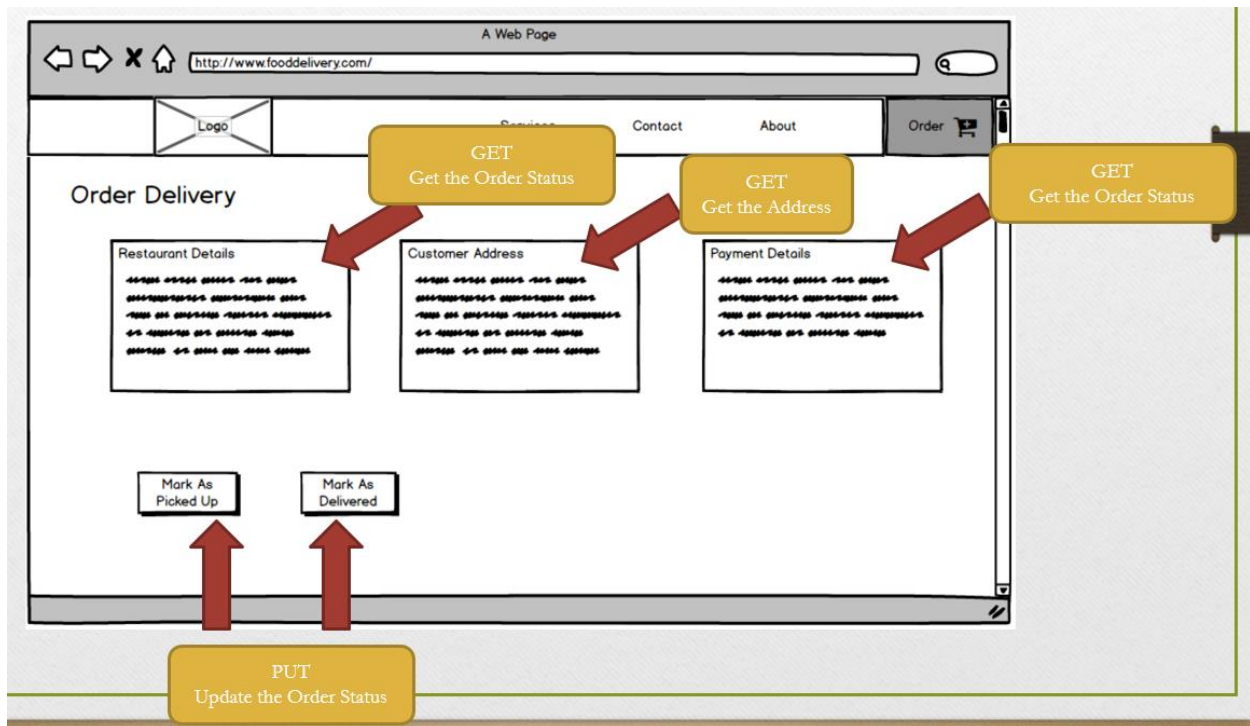 A Web Page
http://www.fooddelivery.com/
Logo
Services
Contact
About
Order
GET
Get the Order Status
GET
Get the Address
GET
Get the Order Status
Order Delivery
Restaurant Details
Customer Address
Payment Details
Mark As
Picked Up
Mark As
Delivered
PUT
Update the Order Status